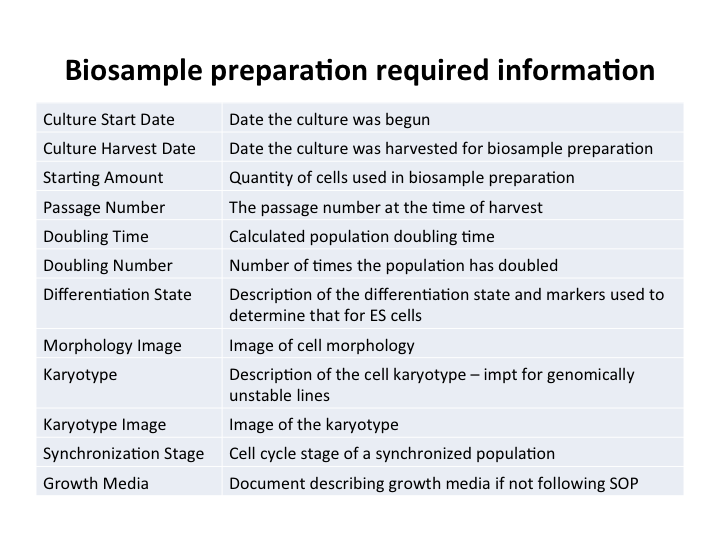 Biosample preparation required information
Culture Start Date Date the culture was begun
Culture Harvest Date Date the culture was harvested for biosample preparation
Starting Amount Quantity of cells used in biosample preparation
Passage Number The passage number at the time of harvest
Doubling Time Calculated population doubling time
Doubling Number Number of times the population has doubled
Differentiation State Description of the differentiation state and markers used to
determine that for ES cells
Morphology Image Image of cell morphology
Karyotype Description of the cell karyotype – impt for genomically
unstable lines
Karyotype Image Image of the karyotype
Synchronization Stage Cell cycle stage of a synchronized population
Growth Media Document describing growth media if not following SOP